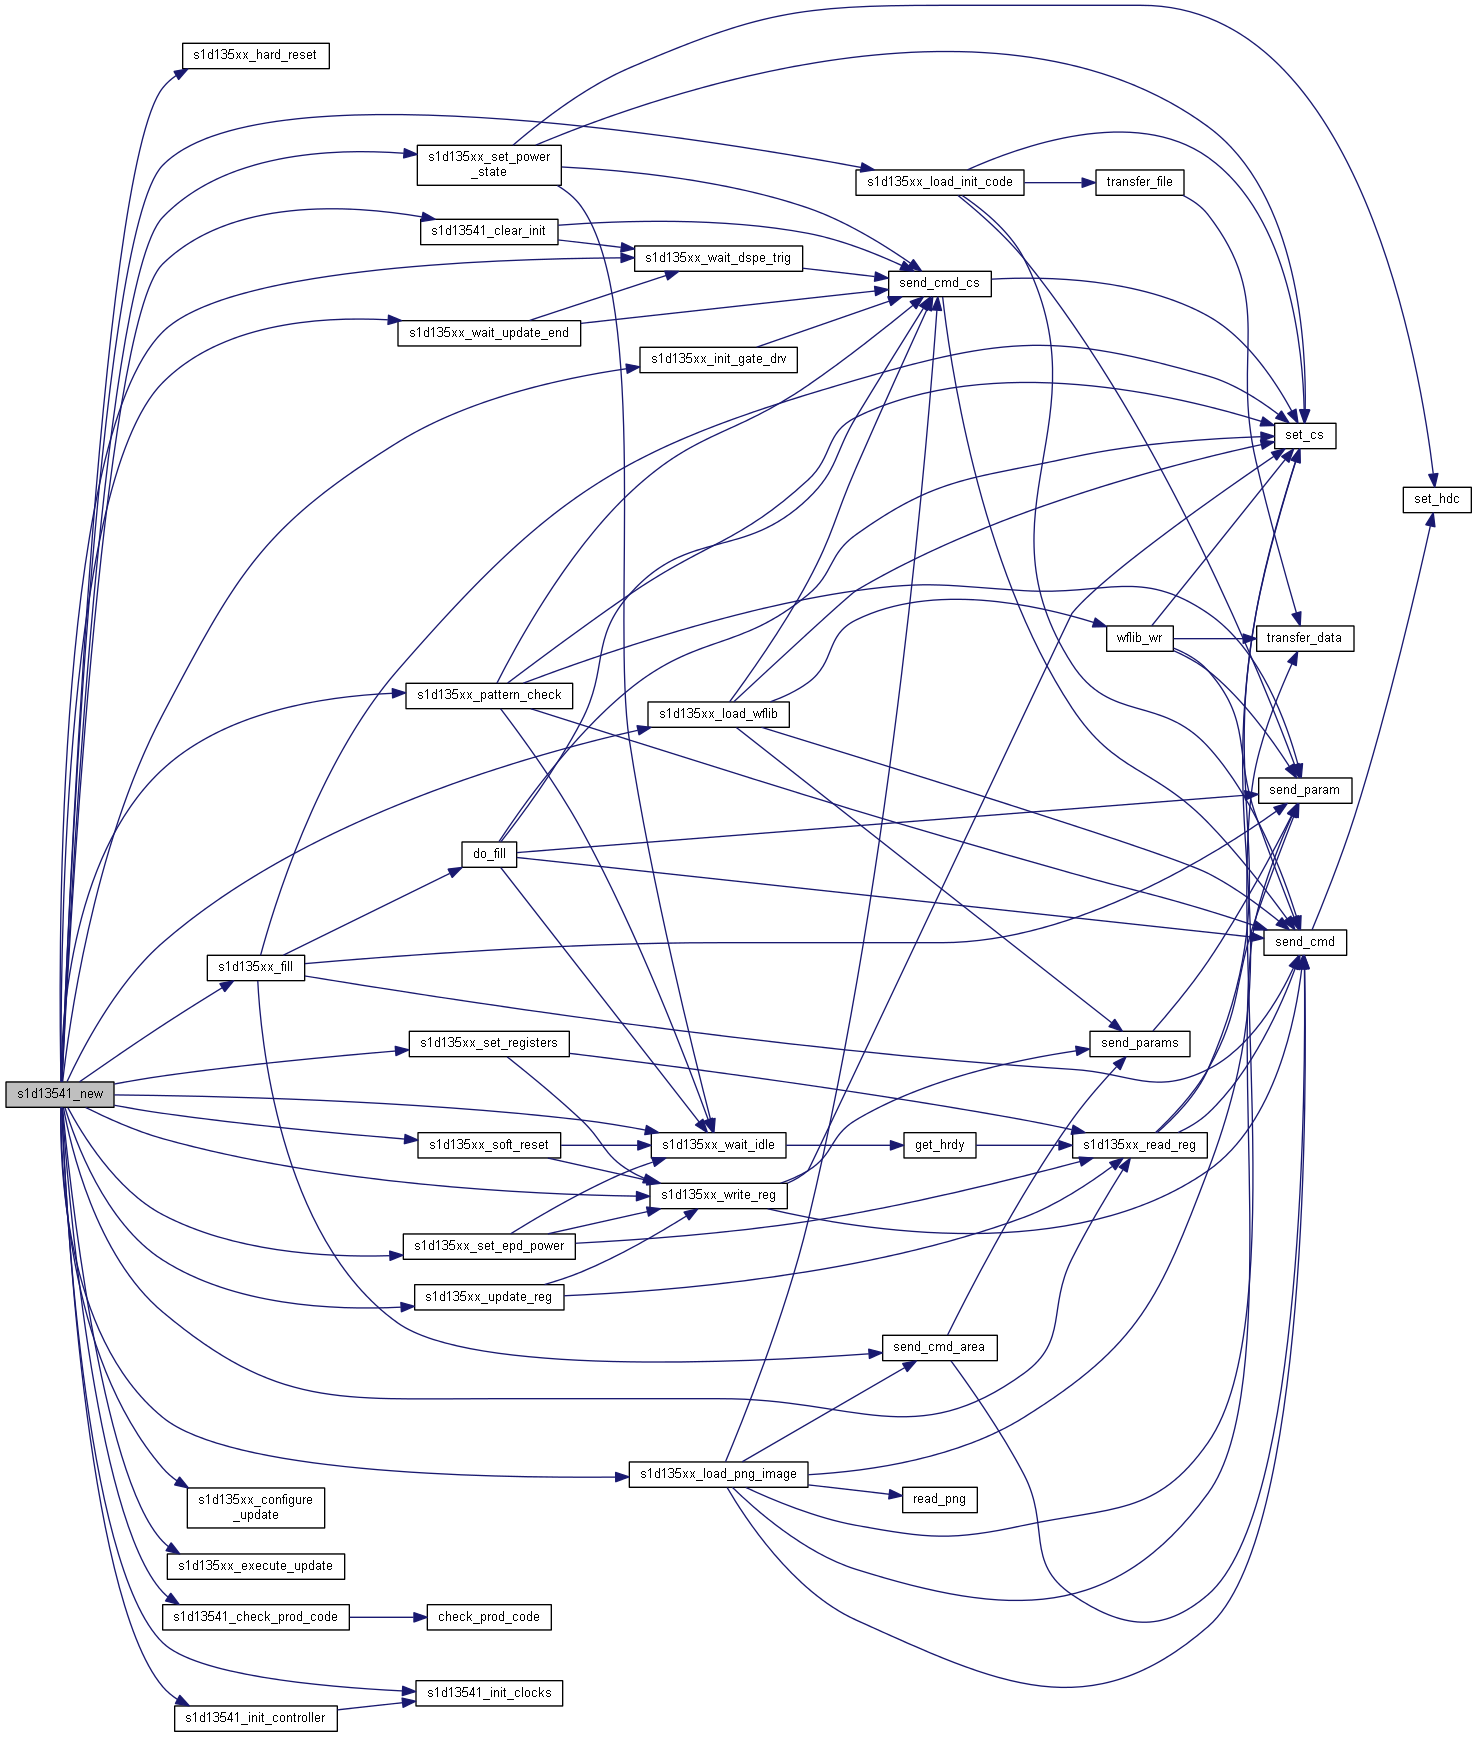 s1d135xx_hard_reset
s1d135xx_set_power
_state
s1d135xx_load_init_code
transfer_file
s1d13541_clear_init
s1d135xx_wait_dspe_trig
send_cmd_cs
s1d135xx_wait_update_end
s1d135xx_init_gate_drv
set_cs
set_hdc
wflib_wr
transfer_data
s1d135xx_pattern_check
s1d135xx_load_wflib
send_param
do_fill
send_cmd
s1d135xx_fill
s1d135xx_set_registers
send_params
s1d13541_new
s1d135xx_soft_reset
s1d135xx_wait_idle
get_hrdy
s1d135xx_read_reg
s1d135xx_write_reg
s1d135xx_set_epd_power
s1d135xx_update_reg
send_cmd_area
s1d135xx_load_png_image
read_png
s1d135xx_configure
_update
s1d135xx_execute_update
s1d13541_check_prod_code
check_prod_code
s1d13541_init_clocks
s1d13541_init_controller